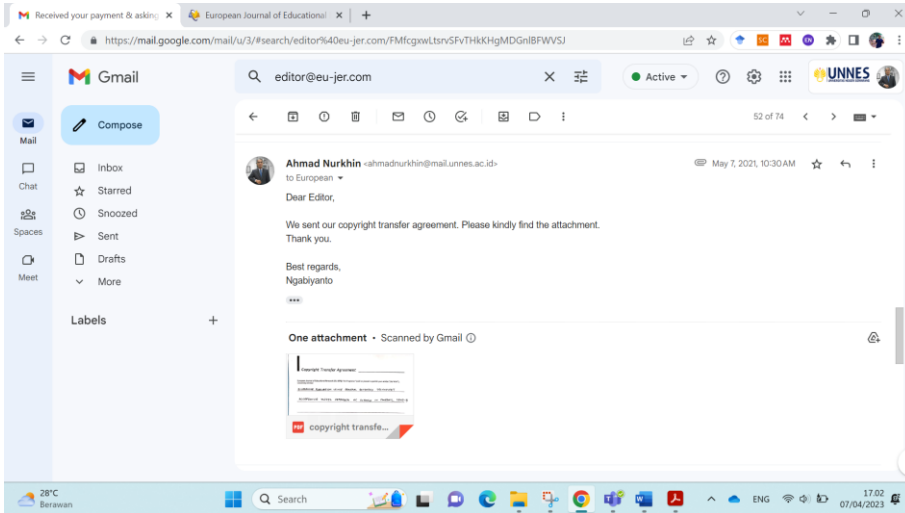 Received your payment & asking
European Journal of Educational
https://mail.google.com/mail/u/3/#search/editor%40eu-jer.com/FMfcgxwLtsrvSFvTHkKHgMDGnlBFWVSJ
Gmail
editor@eu-jer.com
Active
UNNES
Mail
Compose
52 of 74
Chat
Inbox
Starred
Spaces
Snoozed
Sent
Meet
Drafts
More
Labels
Ahmad Nurkhin <ahmadnurkhin@mail.unnes.ac.id>
May 7, 2021, 10:30 AM
to European
Dear Editor,
We sent our copyright transfer agreement. Please kindly find the attachment.
Thank you.
Best regards,
Ngabiyanto
One attachment • Scanned by Gmail
Copyright Transfer Agreement
PDF copyright transfe...
28°C
Berawan
Search
ENG
17.02
07/04/2023